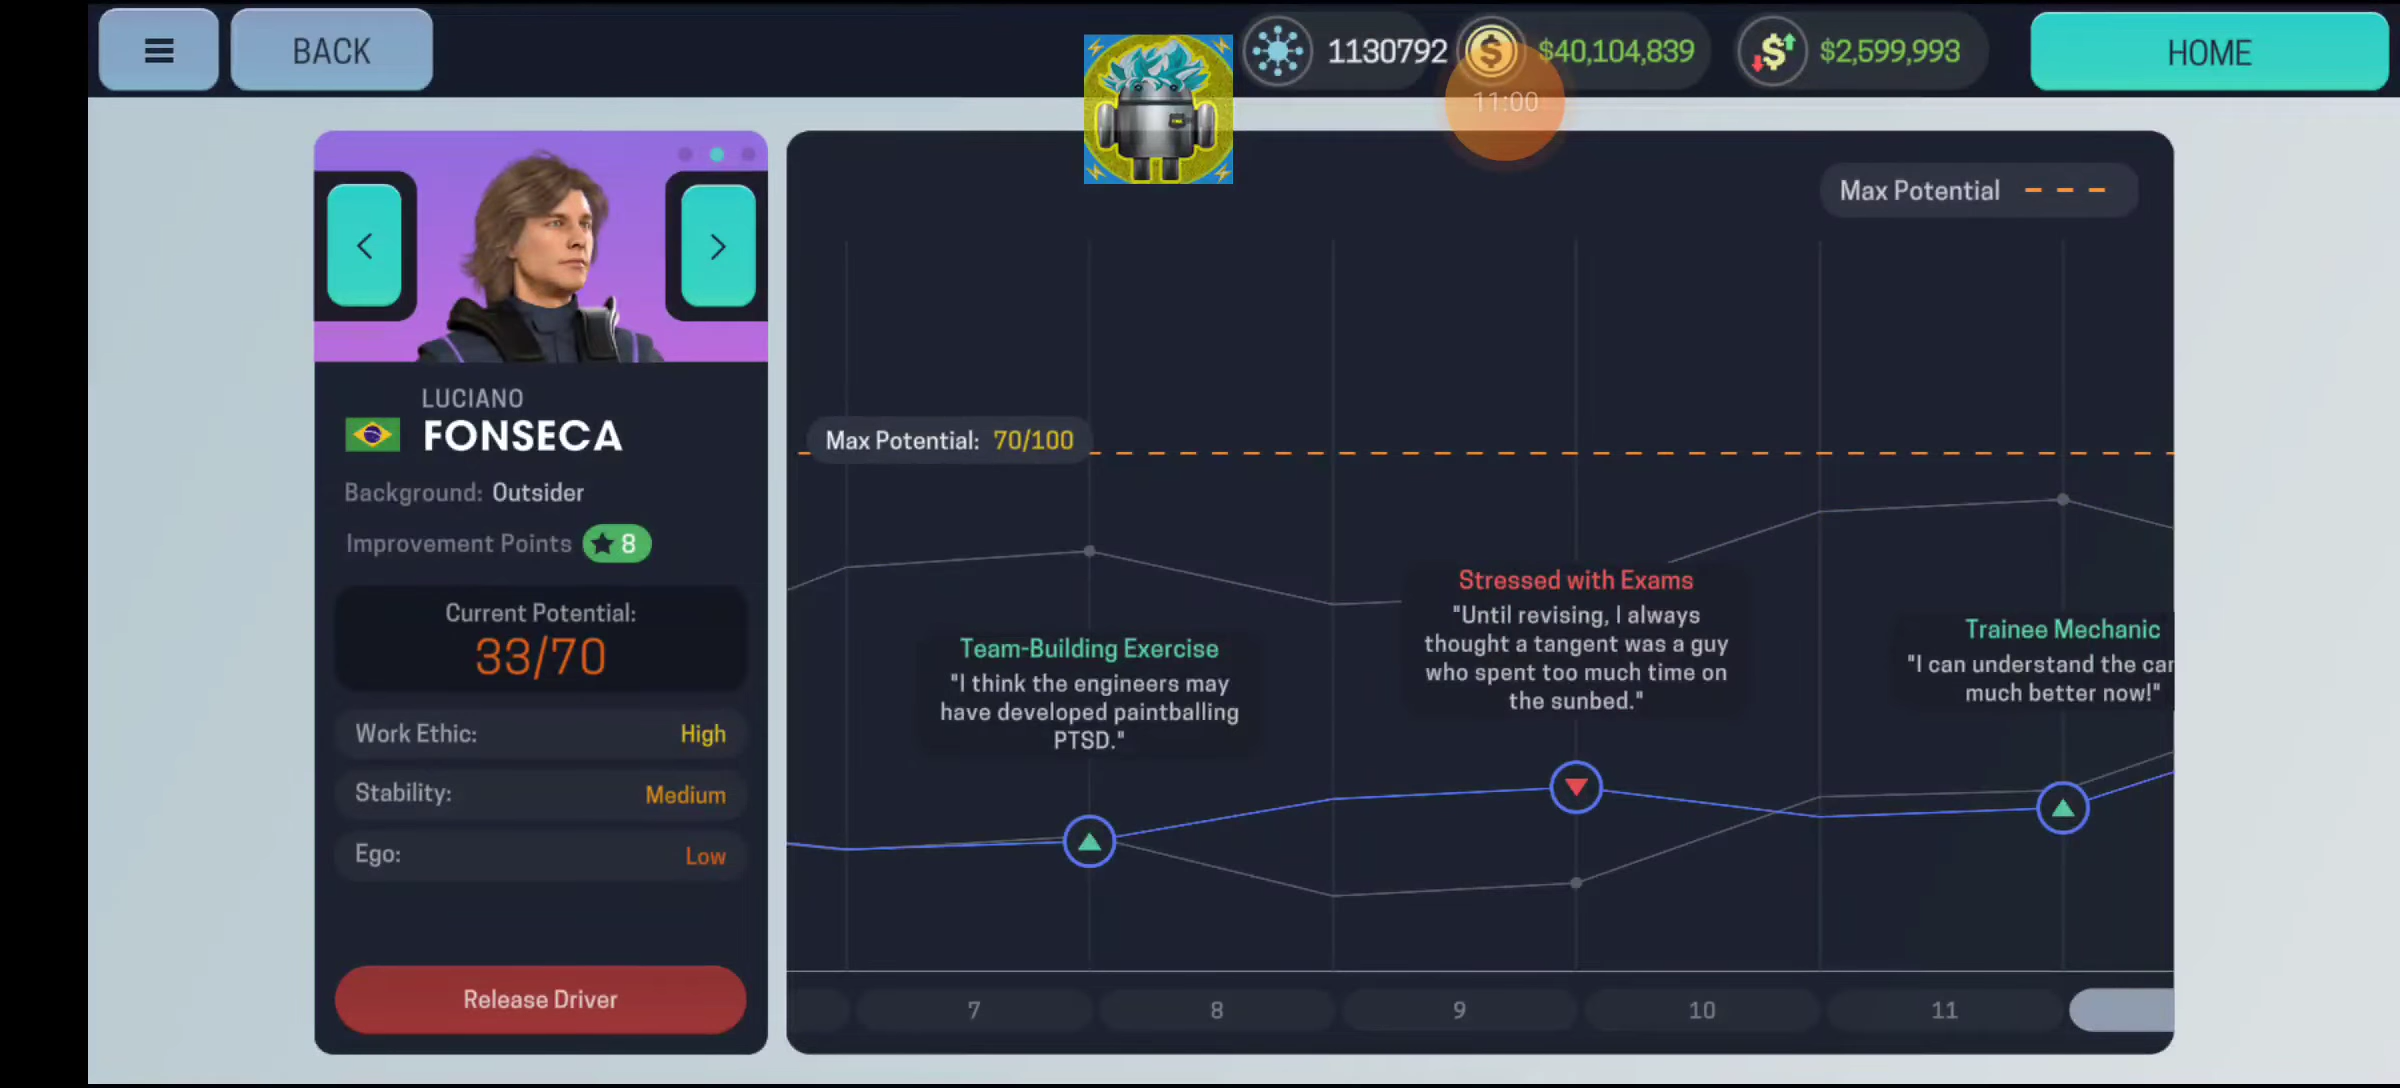 BACK
1130792
$40,104,839
$2,599,993
HOME
11:00
Max Potential
LUCIANO
FONSECA
Background: Outsider
Improvement Points 8
Current Potential:
33/70
Work Ethic: High
Stability: Medium
Ego: Low
Release Driver
Max Potential: 70/100
Team-Building Exercise
"I think the engineers may
have developed paintballing
PTSD."
Stressed with Exams
"Until revising, I always
thought a tangent was a guy
who spent too much time on
the sunbed."
Trainee Mechanic
"I can understand the car
much better now!"
7
8
9
10
11